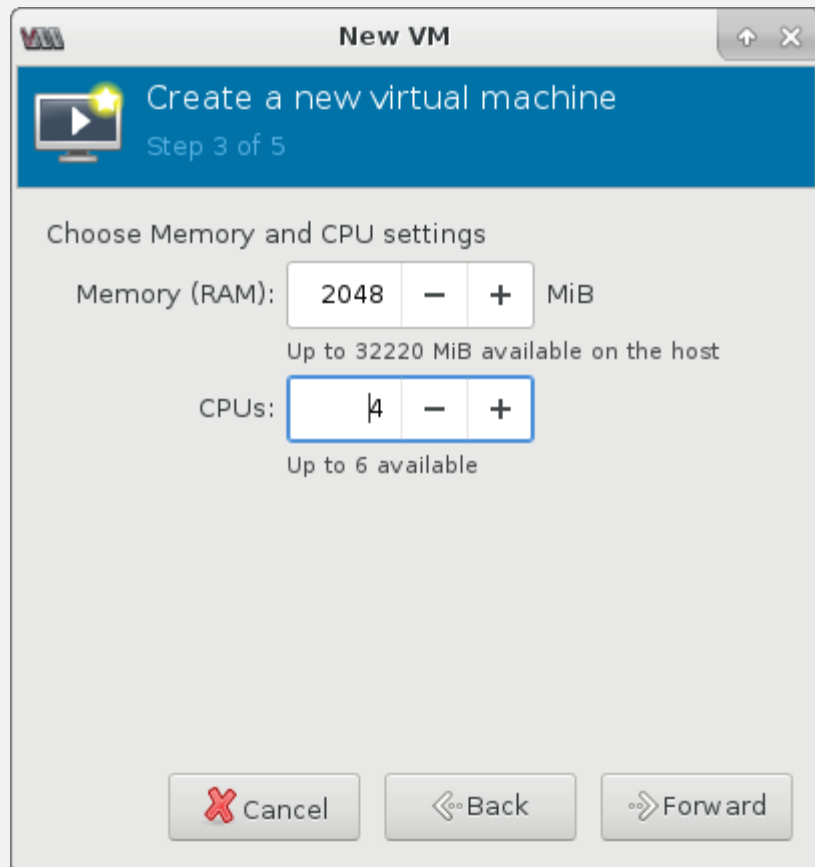 New VM
Create a new virtual machine
Step 3 of 5
Choose Memory and CPU settings
Memory (RAM): 2048 − + MiB
Up to 32220 MiB available on the host
CPUs: 4 − +
Up to 6 available
Cancel Back Forward